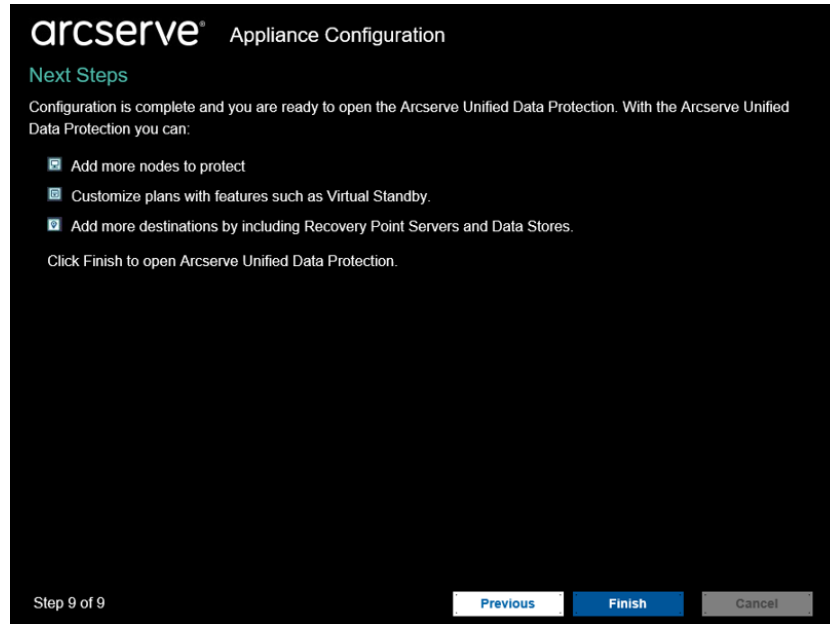 arcserve® Appliance Configuration
Next Steps
Configuration is complete and you are ready to open the Arcserve Unified Data Protection. With the Arcserve Unified
Data Protection you can:
Add more nodes to protect
Customize plans with features such as Virtual Standby.
Add more destinations by including Recovery Point Servers and Data Stores.
Click Finish to open Arcserve Unified Data Protection.
Step 9 of 9 Previous Finish Cancel